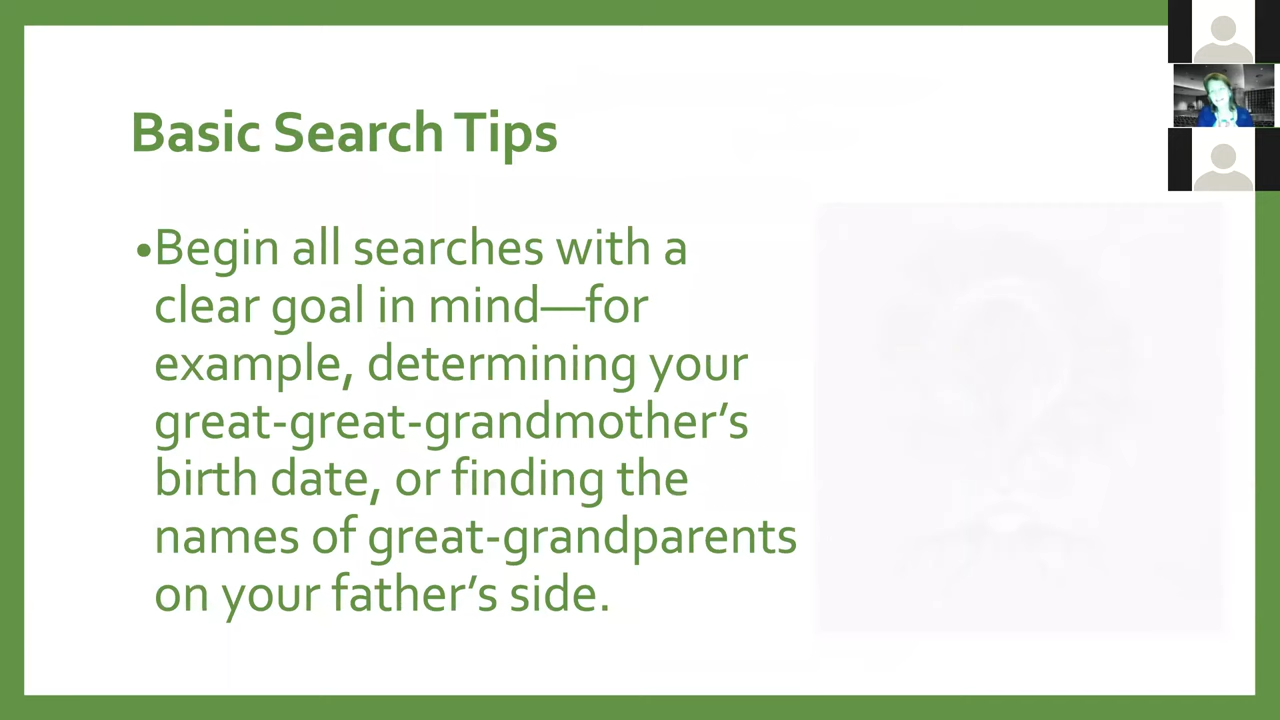 Basic Search Tips
•Begin all searches with a
clear goal in mind—for
example, determining your
great-great-grandmother’s
birth date, or finding the
names of great-grandparents
on your father’s side.